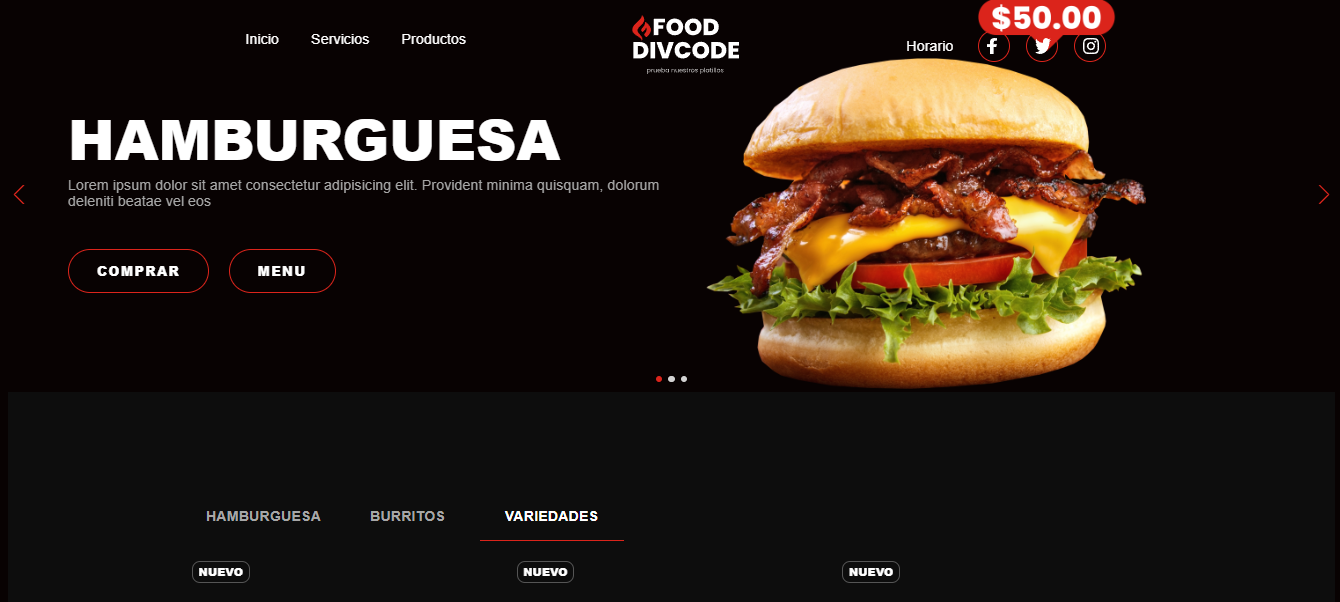 Inicio
Servicios
Productos
FOOD
DIVCODE
prueba nuestros platillos
Horario
$50.00
HAMBURGUESA
Lorem ipsum dolor sit amet consectetur adipisicing elit. Provident minima quisquam, dolorum
deleniti beatae vel eos
COMPRAR
MENU
HAMBURGUESA
BURRITOS
VARIEDADES
NUEVO
NUEVO
NUEVO